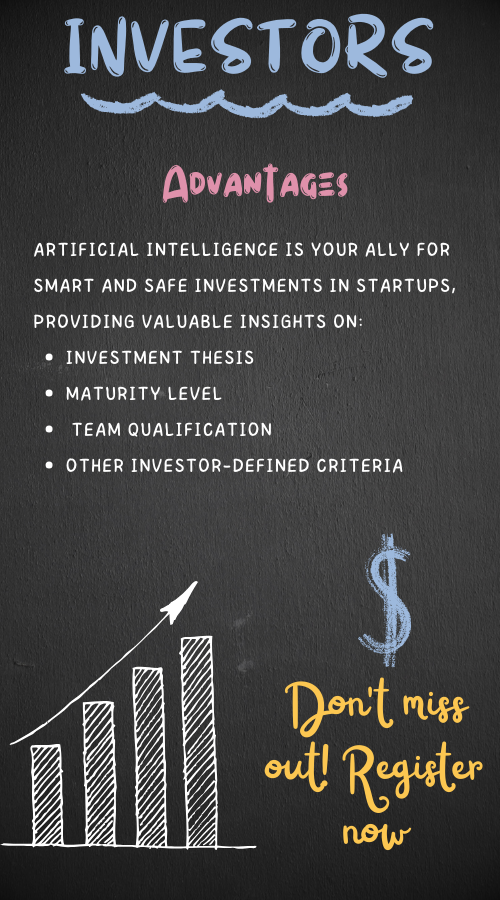 INVESTORS
ADVANTAGES
ARTIFICIAL INTELLIGENCE IS YOUR ALLY FOR
SMART AND SAFE INVESTMENTS IN STARTUPS,
PROVIDING VALUABLE INSIGHTS ON:
• INVESTMENT THESIS
• MATURITY LEVEL
• TEAM QUALIFICATION
• OTHER INVESTOR-DEFINED CRITERIA
$
Don't miss
out! Register
now